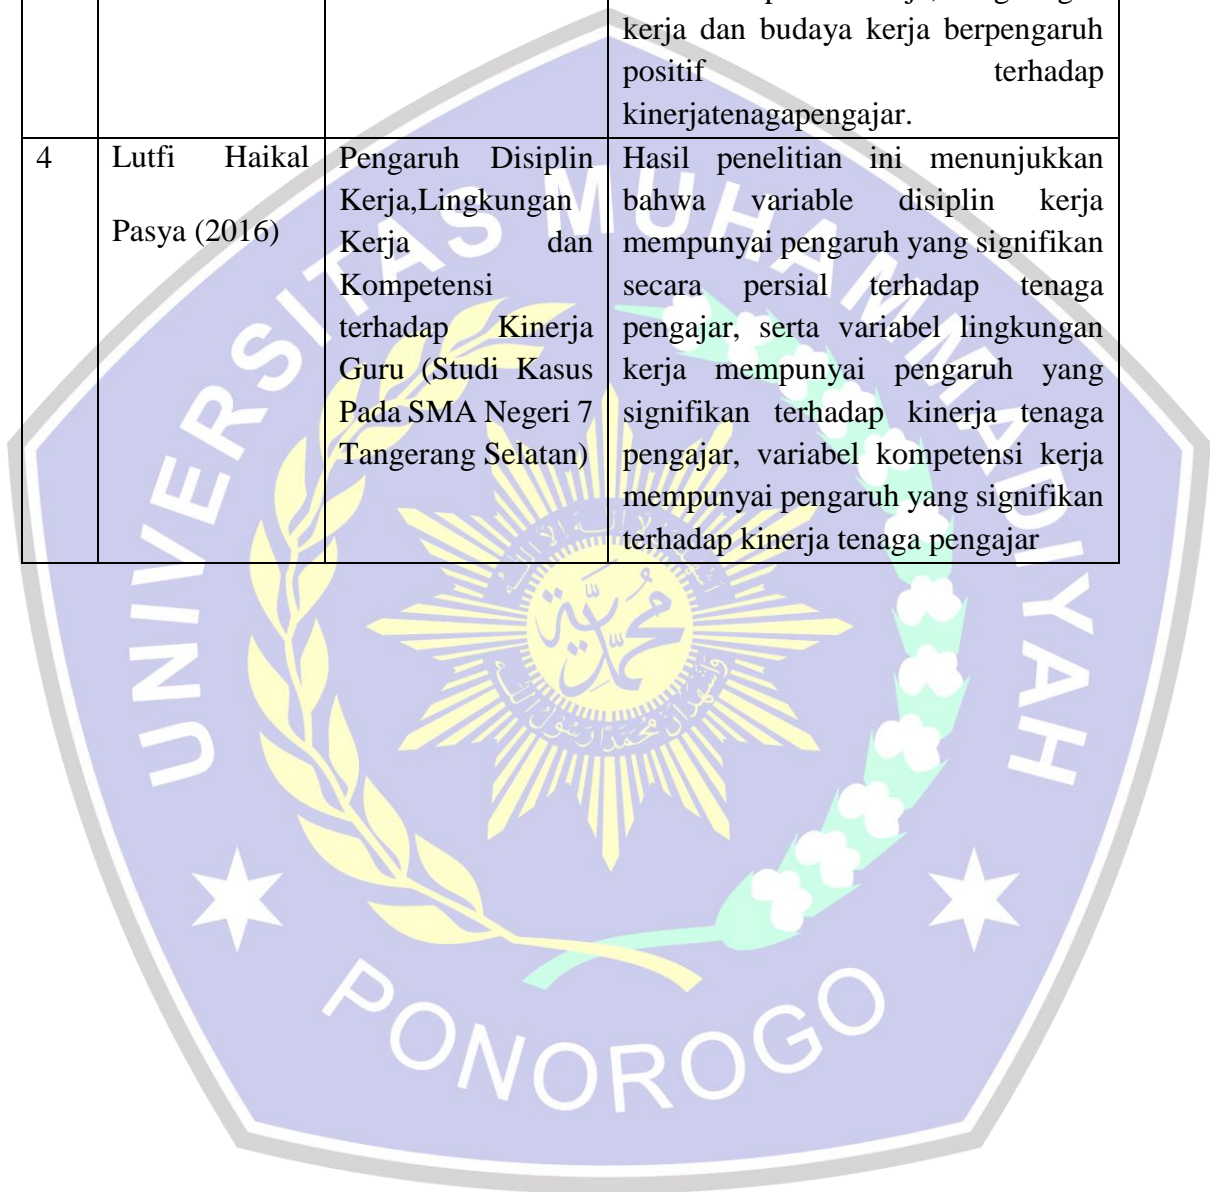 kerja dan budaya kerja berpengaruh
positif terhadap
kinerjatenagapengajar.
4
Lutfi Haikal
Pasya (2016)
Pengaruh Disiplin
Kerja,Lingkungan
Kerja dan
Kompetensi
terhadap Kinerja
Guru (Studi Kasus
Pada SMA Negeri 7
Tangerang Selatan)
Hasil penelitian ini menunjukkan
bahwa variable disiplin kerja
mempunyai pengaruh yang signifikan
secara persial terhadap tenaga
pengajar, serta variabel lingkungan
kerja mempunyai pengaruh yang
signifikan terhadap kinerja tenaga
pengajar, variabel kompetensi kerja
mempunyai pengaruh yang signifikan
terhadap kinerja tenaga pengajar
UNIVERSITAS MUHAMMADIYAH
محمدية
PONOROGO